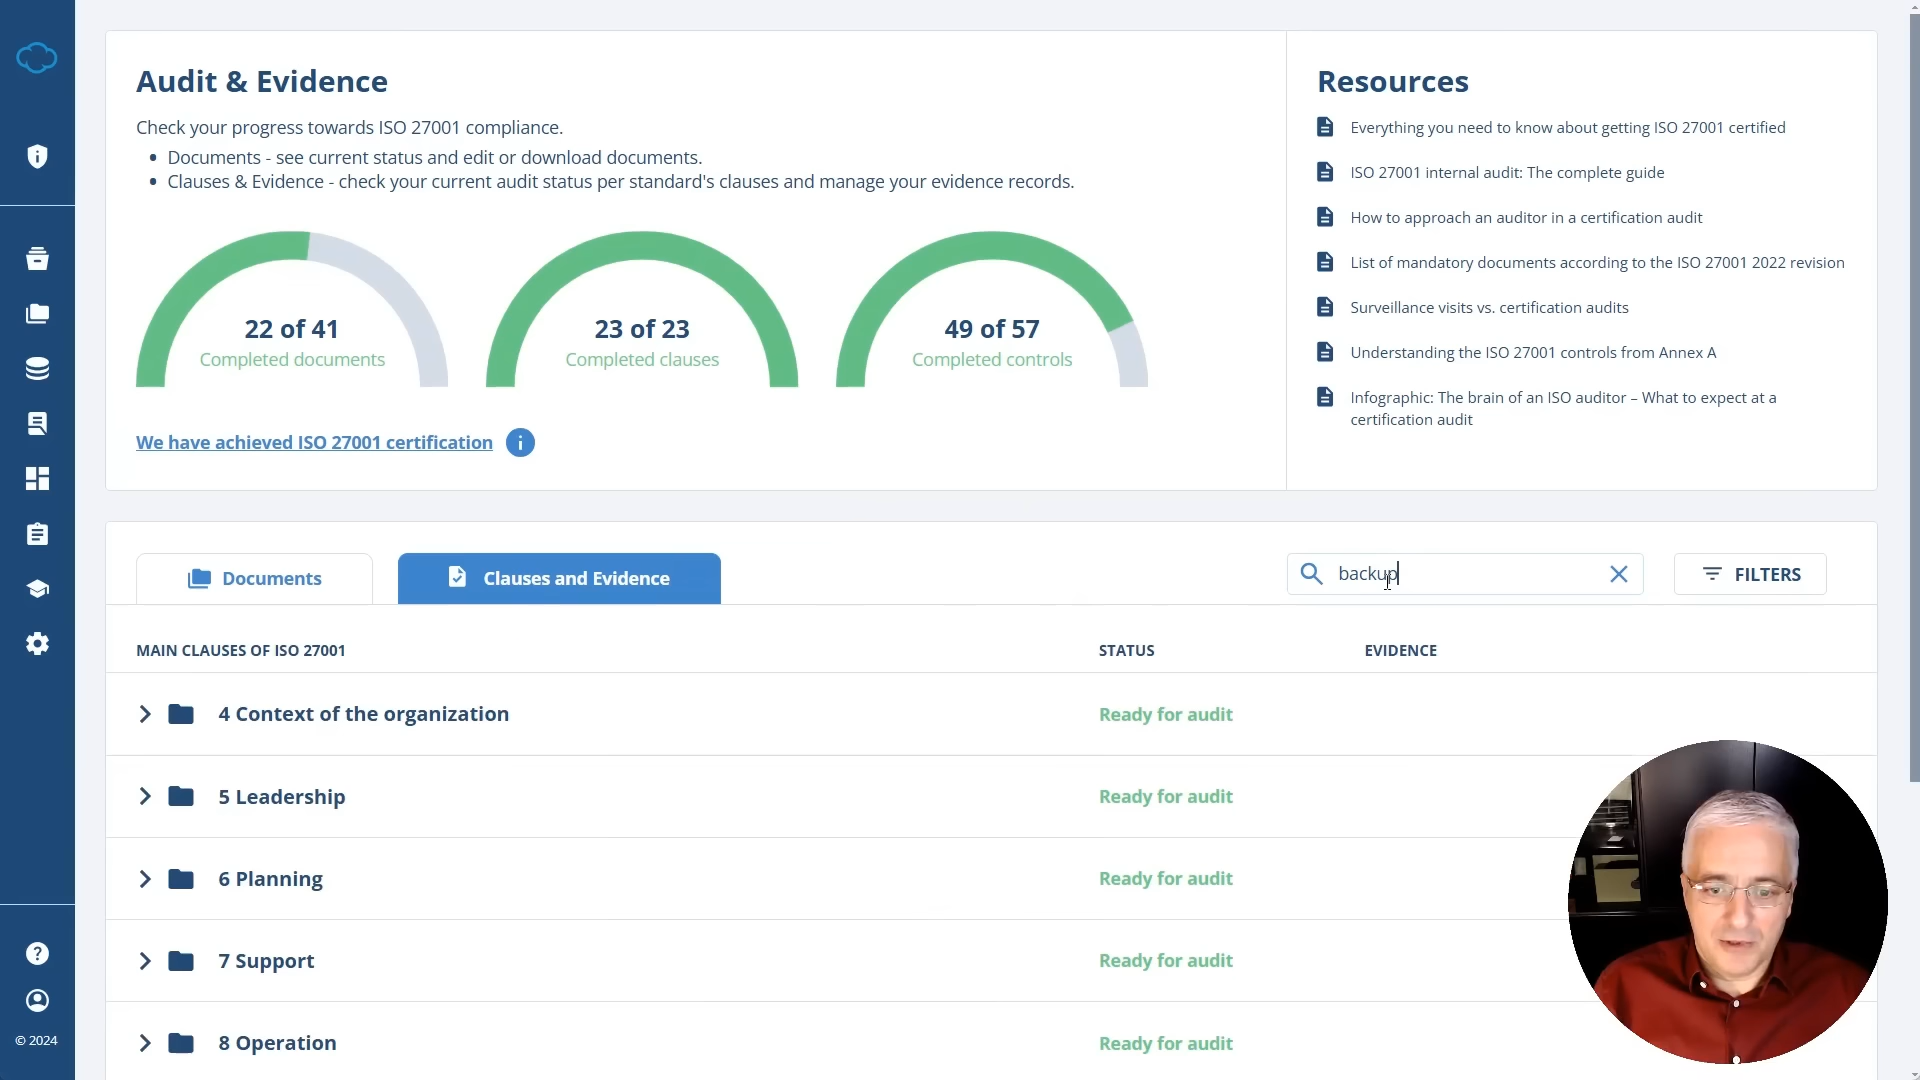 Audit & Evidence
Check your progress towards ISO 27001 compliance.
• Documents - see current status and edit or download documents.
• Clauses & Evidence - check your current audit status per standard's clauses and manage your evidence records.
22 of 41
Completed documents
23 of 23
Completed clauses
49 of 57
Completed controls
We have achieved ISO 27001 certification
i
Resources
Everything you need to know about getting ISO 27001 certified
ISO 27001 internal audit: The complete guide
How to approach an auditor in a certification audit
List of mandatory documents according to the ISO 27001 2022 revision
Surveillance visits vs. certification audits
Understanding the ISO 27001 controls from Annex A
Infographic: The brain of an ISO auditor – What to expect at a
certification audit
Documents
Clauses and Evidence
backup
FILTERS
MAIN CLAUSES OF ISO 27001 STATUS EVIDENCE
4 Context of the organization Ready for audit
5 Leadership Ready for audit
6 Planning Ready for audit
7 Support Ready for audit
8 Operation Ready for audit
© 2024